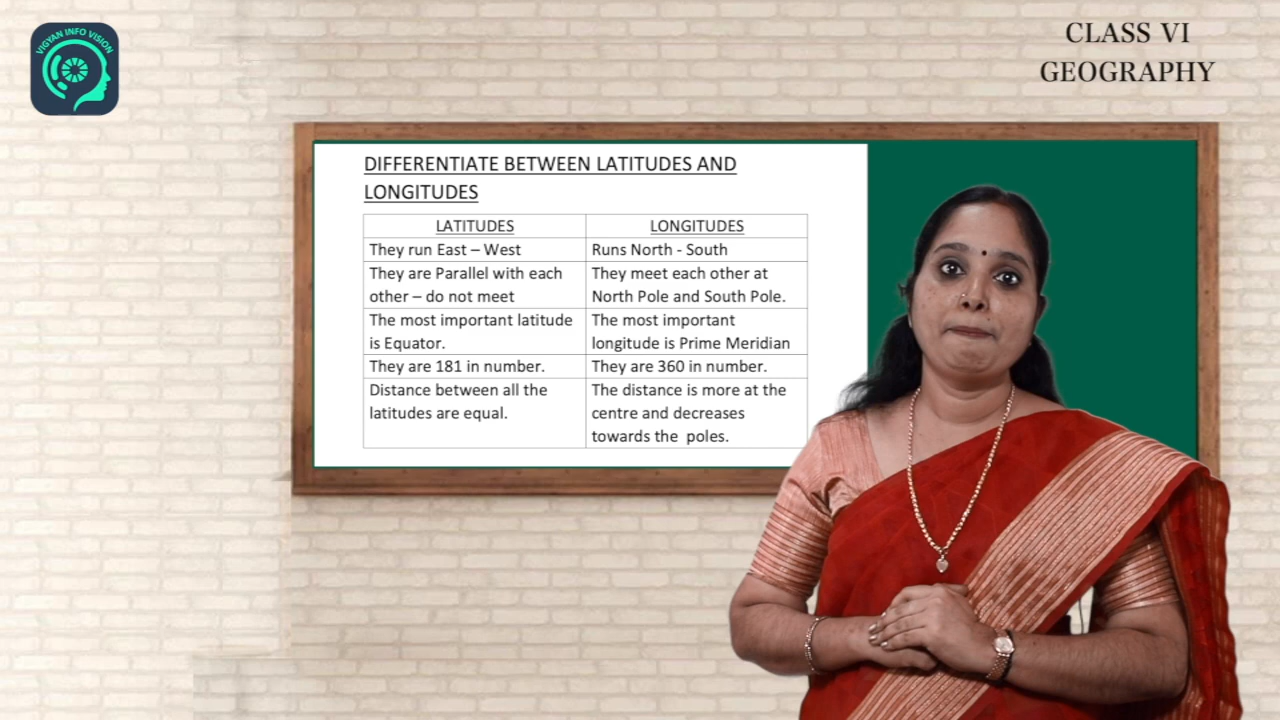 VIGYAN INFO VISION
CLASS VI
GEOGRAPHY
DIFFERENTIATE BETWEEN LATITUDES AND
LONGITUDES
LATITUDES
LONGITUDES
They run East – West
Runs North - South
They are Parallel with each
other – do not meet
They meet each other at
North Pole and South Pole.
The most important latitude
is Equator.
The most important
longitude is Prime Meridian
They are 181 in number.
They are 360 in number.
Distance between all the
latitudes are equal.
The distance is more at the
centre and decreases
towards the poles.